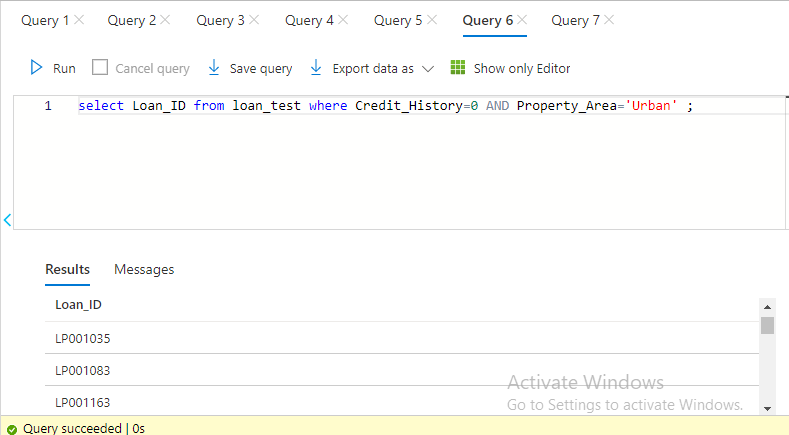 Query 1 Query 2 Query 3 Query 4 Query 5 Query 6 Query 7
Run Cancel query Save query Export data as Show only Editor
1 select Loan_ID from loan_test where Credit_History=0 AND Property_Area='Urban' ;
Results Messages
Loan_ID
LP001035
LP001083
LP001163
Activate Windows
Go to Settings to activate Windows.
Query succeeded | 0s